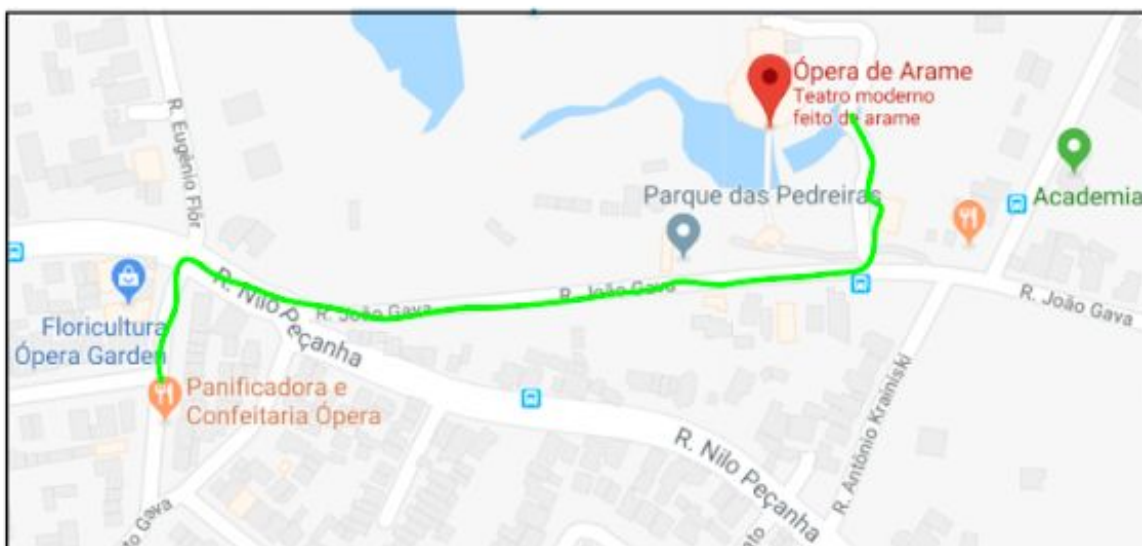 Ópera de Arame
Teatro moderno
feito de arame
R. Eugênio Flór
Parque das Pedreiras
Academia
R. Nilo Peçanha
R. João Gava
R. João Gava
R. João Gava
Floricultura
Ópera Garden
Panificadora e
Confeitaria Ópera
R. Antônio Krainiski
R. Nilo Peçanha
Gava